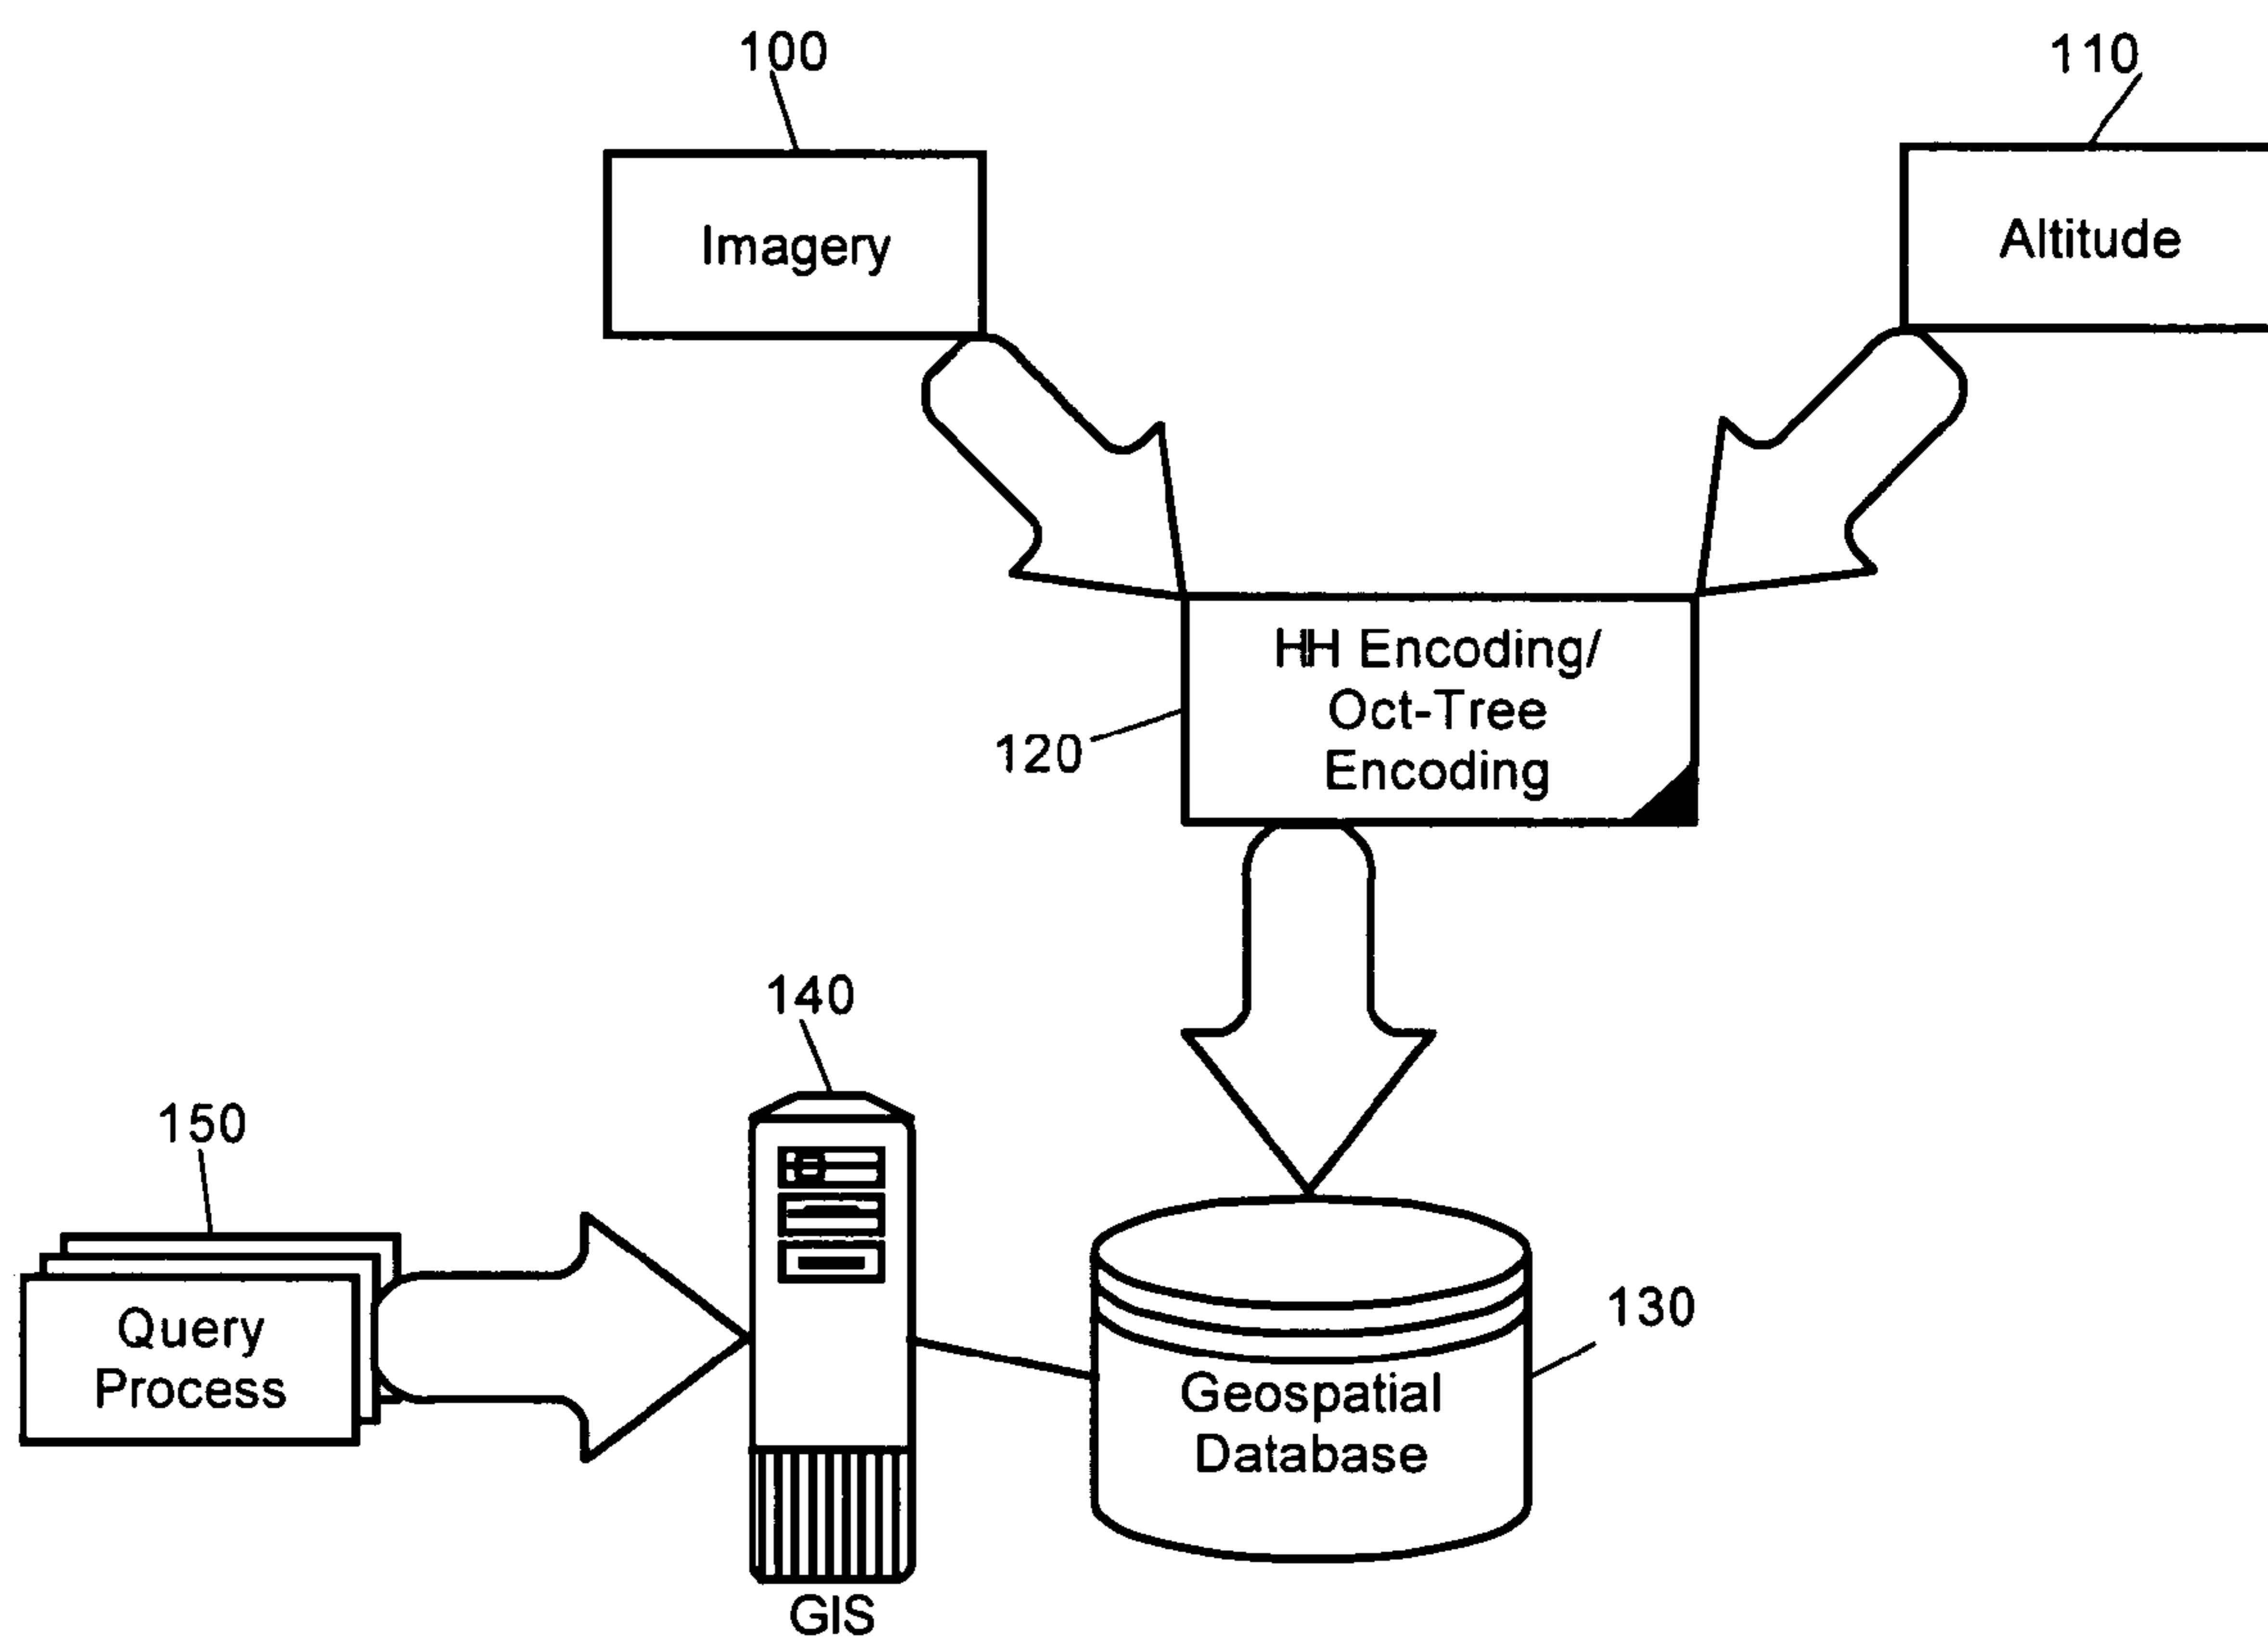 100
110
Imagery
Altitude
HH Encoding/
Oct-Tree
Encoding
120
140
150
130
Query
Process
Geospatial
Database
GIS